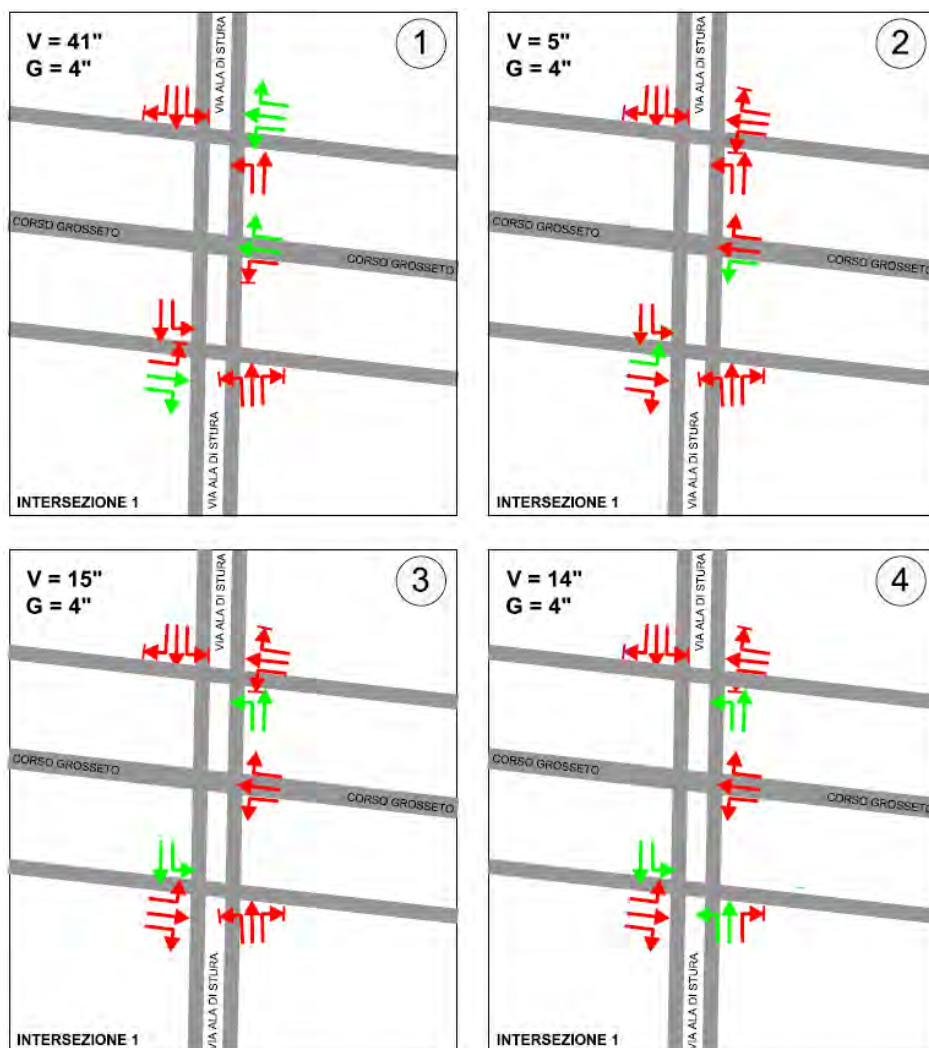 V = 41"
G = 4"
1
VIA ALA DI STURA
CORSO GROSSETO
CORSO GROSSETO
VIA ALA DI STURA
INTERSEZIONE 1
V = 5"
G = 4"
2
VIA ALA DI STURA
CORSO GROSSETO
CORSO GROSSETO
VIA ALA DI STURA
INTERSEZIONE 1
V = 15"
G = 4"
3
VIA ALA DI STURA
CORSO GROSSETO
CORSO GROSSETO
VIA ALA DI STURA
INTERSEZIONE 1
V = 14"
G = 4"
4
VIA ALA DI STURA
CORSO GROSSETO
CORSO GROSSETO
VIA ALA DI STURA
INTERSEZIONE 1